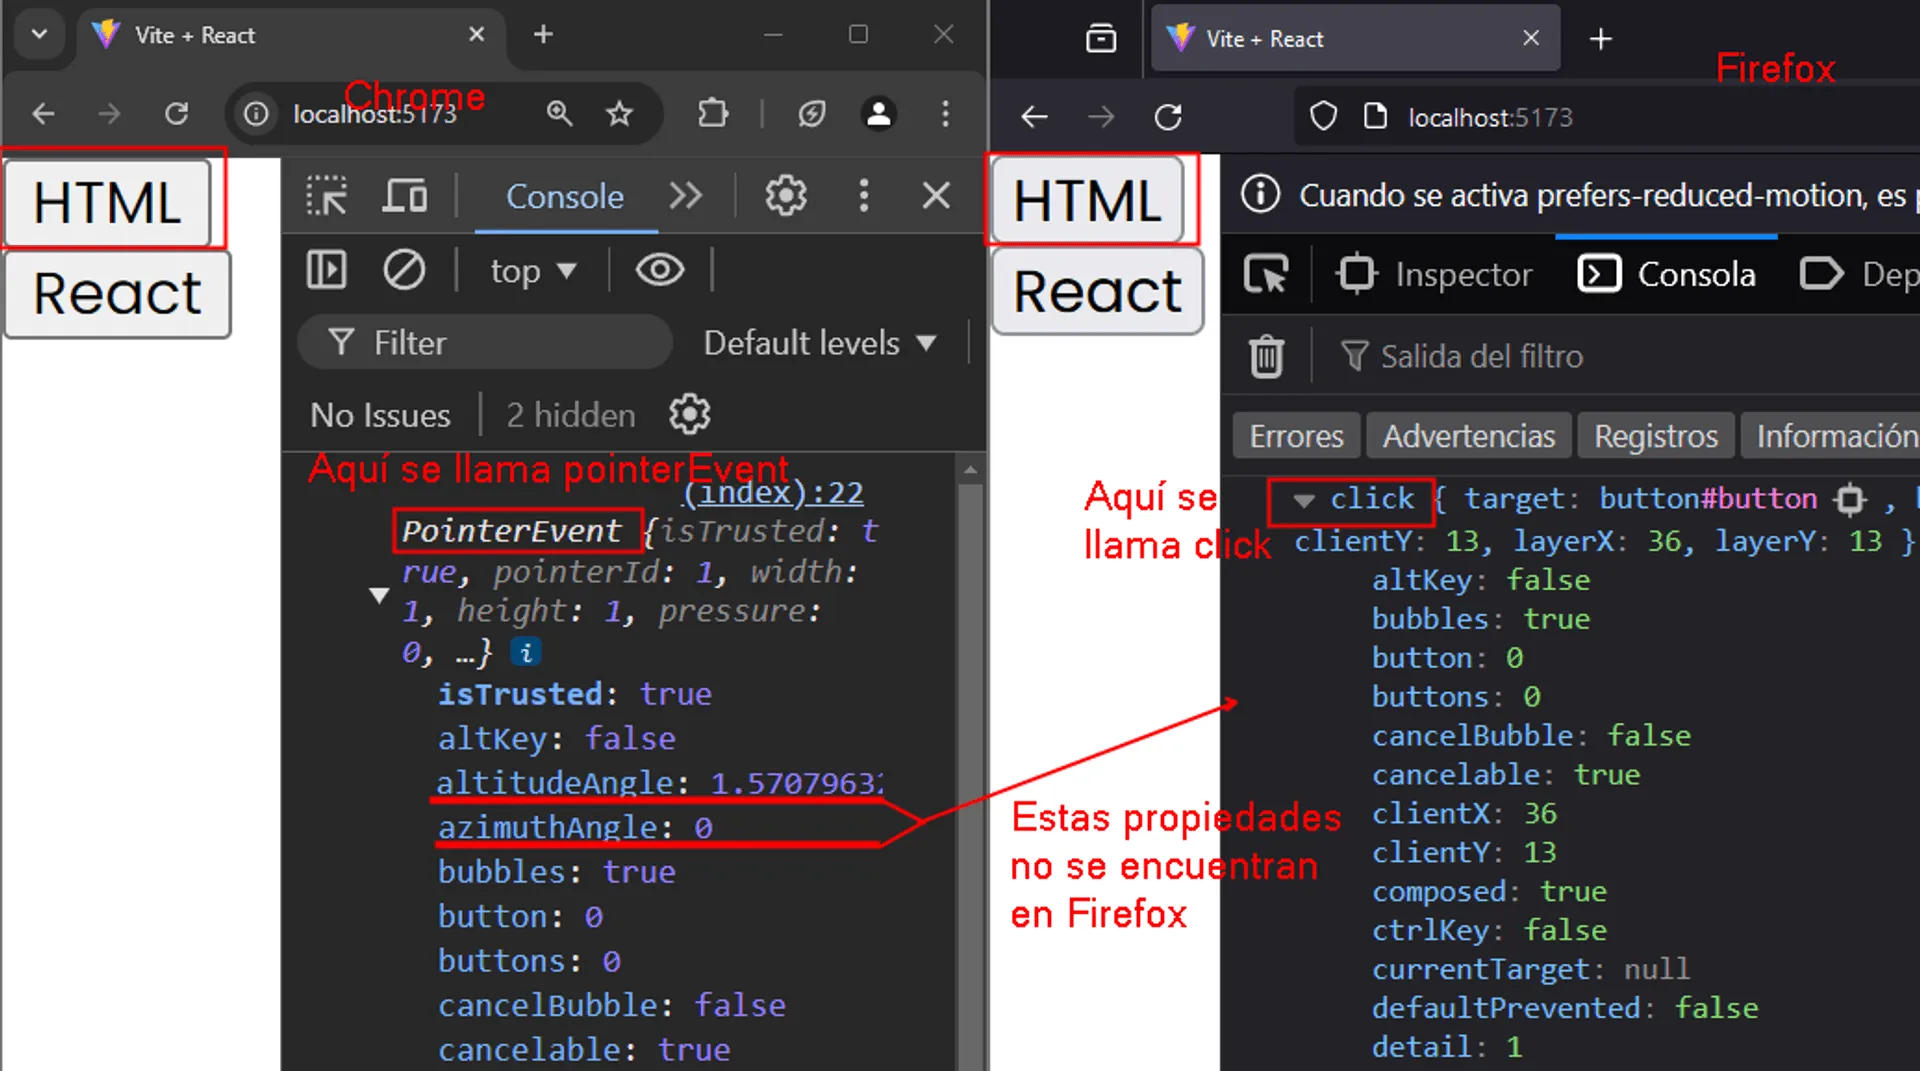 Vite + React
Chrome
localhost:5173
HTML
React
Console
top
Filter
Default levels
No Issues
2 hidden
Aquí se llama pointerEvent
(index):22
PointerEvent {isTrusted: t
rue, pointerId: 1, width:
1, height: 1, pressure:
0, …} i
isTrusted: true
altKey: false
altitudeAngle: 1.57079632
azimuthAngle: 0
bubbles: true
button: 0
buttons: 0
cancelBubble: false
cancelable: true
Vite + React
Firefox
localhost:5173
HTML
React
Cuando se activa prefers-reduced-motion, es p
Inspector
Consola
Dep
Salida del filtro
Errores
Advertencias
Registros
Información
Aquí se
llama click
click { target: button#button ,
clientY: 13, layerX: 36, layerY: 13 }
altKey: false
bubbles: true
button: 0
buttons: 0
cancelBubble: false
cancelable: true
clientX: 36
clientY: 13
composed: true
ctrlKey: false
currentTarget: null
defaultPrevented: false
detail: 1
Estas propiedades
no se encuentran
en Firefox